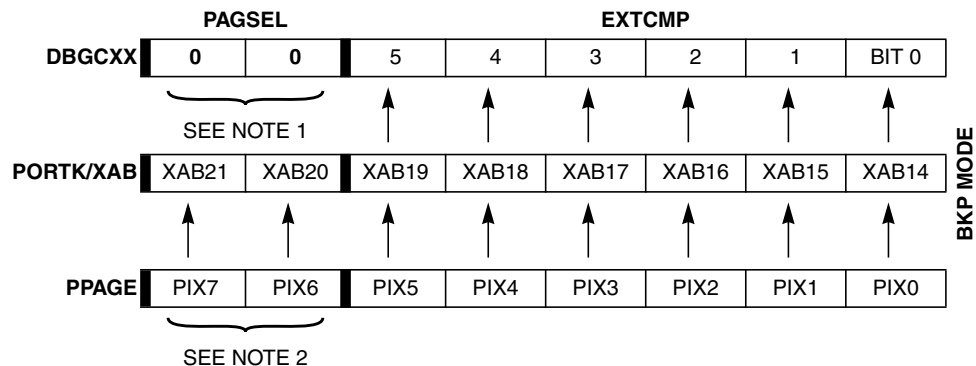 PAGSEL EXTCMP
DBGCXX 0 0 5 4 3 2 1 BIT 0
SEE NOTE 1
PORTK/XAB XAB21 XAB20 XAB19 XAB18 XAB17 XAB16 XAB15 XAB14
BKP MODE
PPAGE PIX7 PIX6 PIX5 PIX4 PIX3 PIX2 PIX1 PIX0
SEE NOTE 2